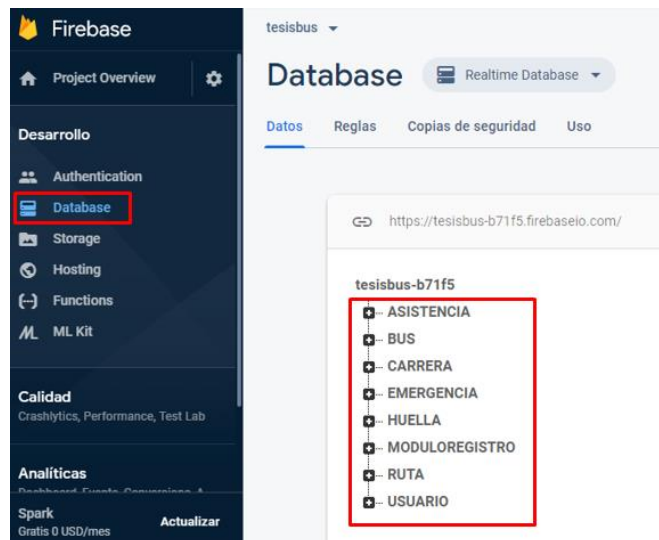 Firebase
Project Overview
Desarrollo
Authentication
Database
Storage
Hosting
Functions
ML Kit
Calidad
Crashlytics, Performance, Test Lab
Analíticas
Spark
Gratis 0 USD/mes
Actualizar
tesisbus
Database
Realtime Database
Datos Reglas Copias de seguridad Uso
https://tesisbus-b71f5.firebaseio.com/
tesisbus-b71f5
ASISTENCIA
BUS
CARRERA
EMERGENCIA
HUELLA
MODULOREGISTRO
RUTA
USUARIO